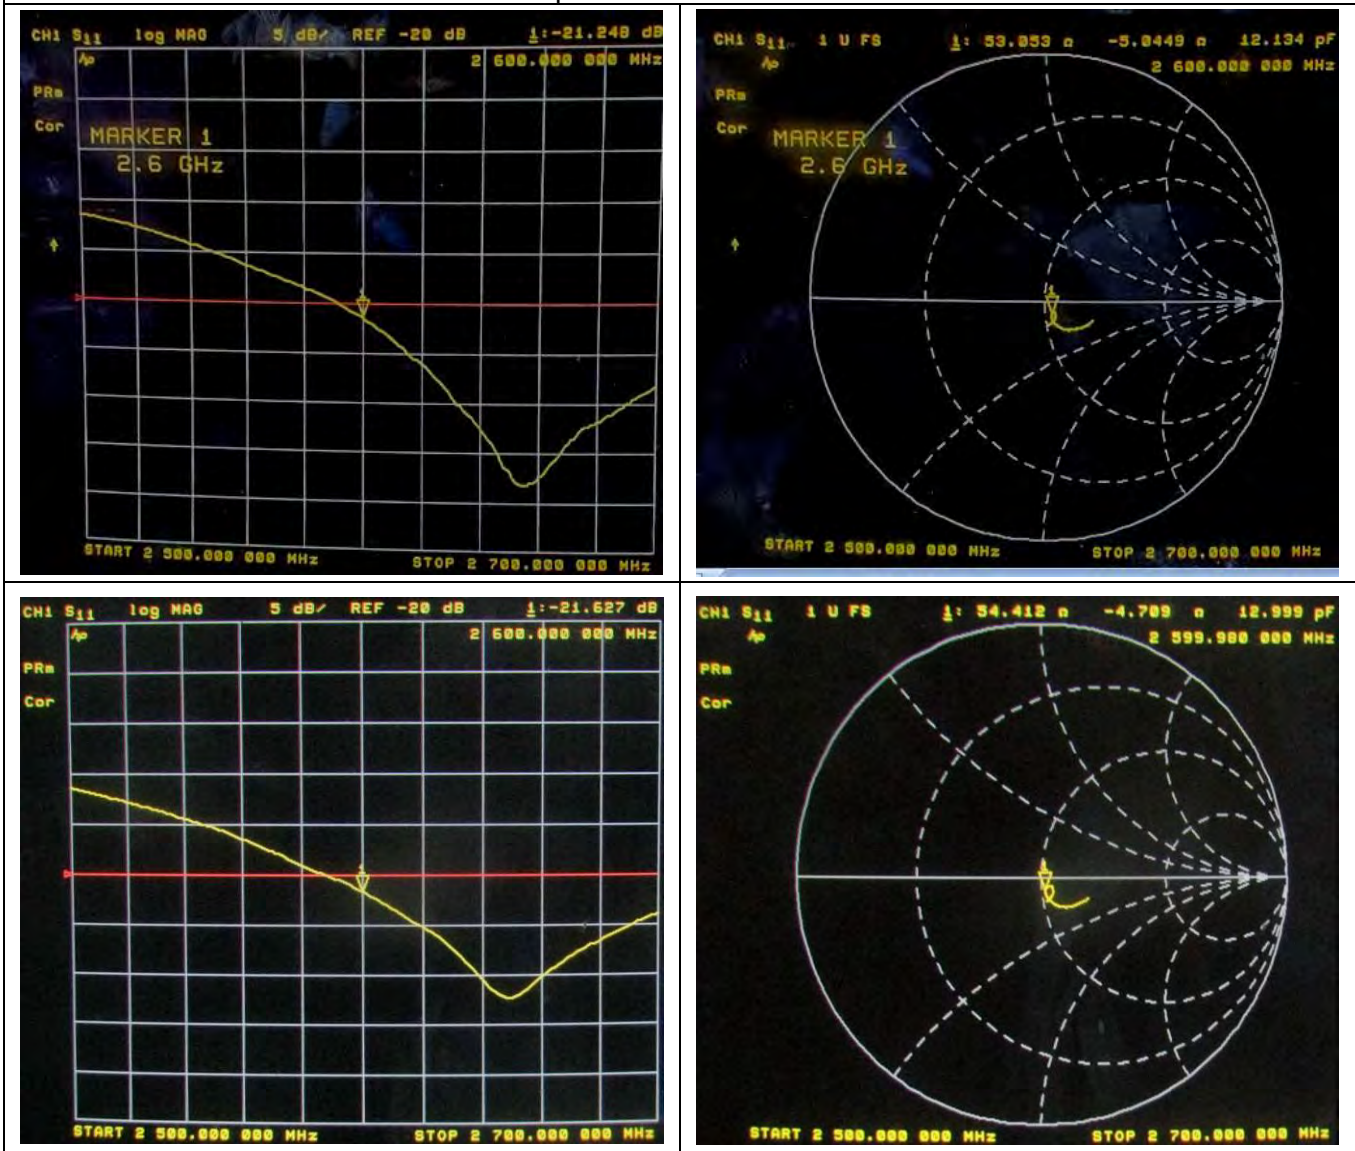 CH1 S11 log MAG 5 dB/ REF -20 dB 1:-21.248 dB
2 600.000 000 MHz
PRm
Cor
MARKER 1
2.6 GHz
START 2 500.000 000 MHz STOP 2 700.000 000 MHz
CH1 S11 1 U FS 1: 53.053 Ω -5.0449 Ω 12.134 pF
2 600.000 000 MHz
PRm
Cor
MARKER 1
2.6 GHz
START 2 500.000 000 MHz STOP 2 700.000 000 MHz
CH1 S11 log MAG 5 dB/ REF -20 dB 1:-21.627 dB
2 600.000 000 MHz
PRm
Cor
1
START 2 500.000 000 MHz STOP 2 700.000 000 MHz
CH1 S11 1 U FS 1: 54.412 Ω -4.709 Ω 12.999 pF
2 599.980 000 MHz
PRm
Cor
START 2 500.000 000 MHz STOP 2 700.000 000 MHz